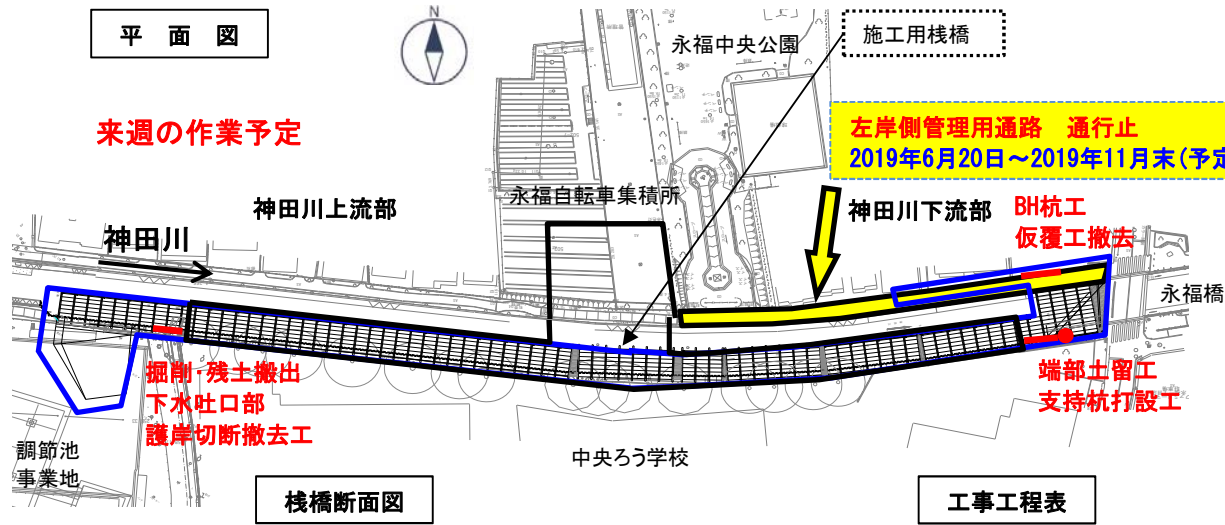 平 面 図
N
永福中央公園
施工用桟橋
来週の作業予定
左岸側管理用通路 通行止
2019年6月20日～2019年11月末(予定
永福自転車集積所
神田川上流部
神田川下流部
BH杭工
仮覆工撤去
神田川
永福橋
掘削・残土搬出
下水吐口部
護岸切断撤去工
端部土留工
支持杭打設工
調節池
事業地
中央ろう学校
桟橋断面図
工事工程表